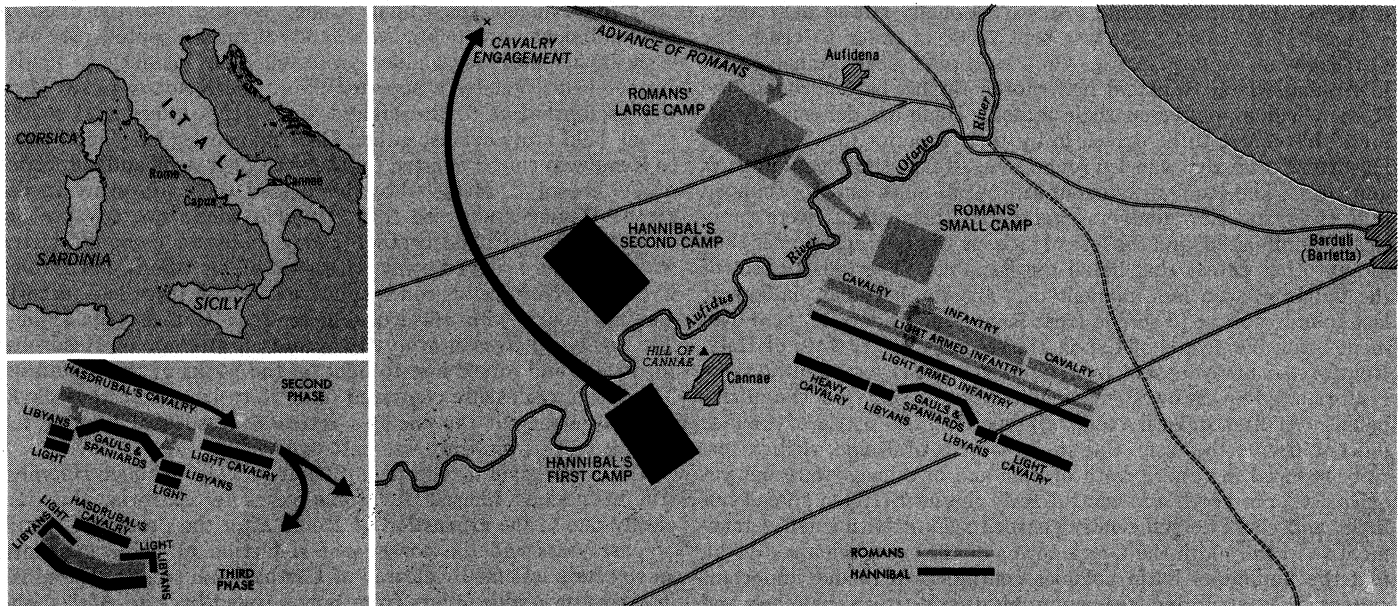 CORSICA
ITALY
Rome
Capua
Cannae
SARDINIA
SICILY
HASDRUBAL'S CAVALRY
SECOND
PHASE
LIBYANS
LIGHT
GAULS &
SPANIARDS
LIGHT CAVALRY
LIBYANS
LIGHT
LIGHT
HASDRUBAL'S
CAVALRY
LIBYANS
LIGHT
LIBYANS
THIRD
PHASE
CAVALRY
ENGAGEMENT
ADVANCE OF ROMANS
Aufidena
ROMANS'
LARGE CAMP
(Ojanto
River)
HANNIBAL'S
SECOND CAMP
ROMANS'
SMALL CAMP
Barduli
(Barletta)
Aufidus
River
CAVALRY
INFANTRY
LIGHT ARMED INFANTRY
CAVALRY
LIGHT ARMED INFANTRY
HILL OF
CANNAE
Cannae
HEAVY
CAVALRY
LIBYANS
GAULS &
SPANIARDS
LIBYANS
LIGHT
CAVALRY
HANNIBAL'S
FIRST CAMP
ROMANS
HANNIBAL